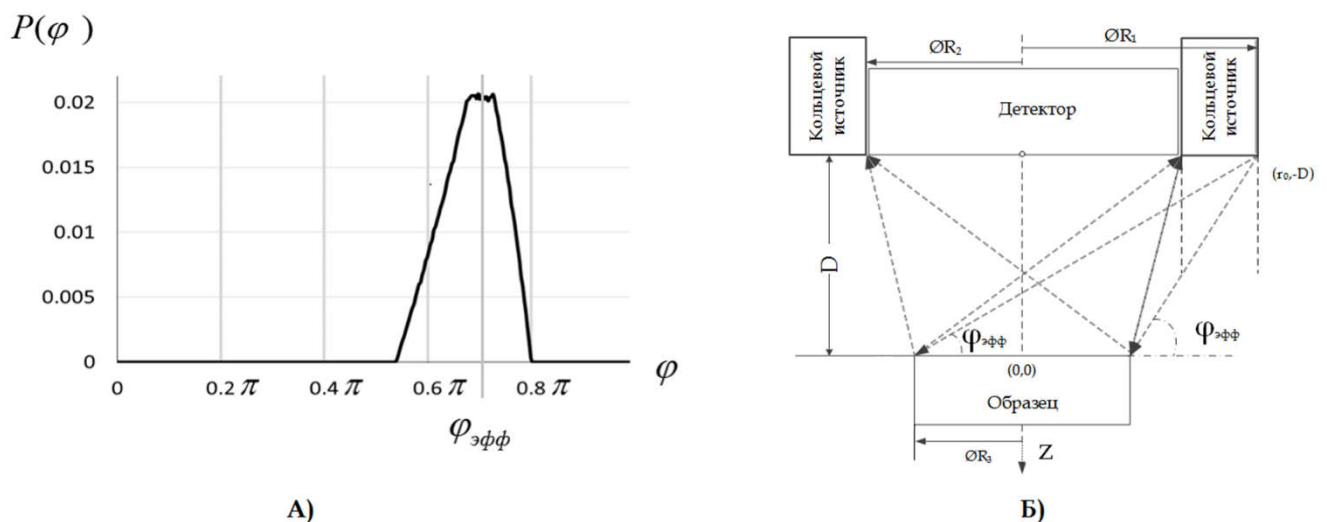 P(φ )
0.02
0.015
0.01
0.005
0
0
0.2 π
0.4 π
0.6 π
0.8 π
φ
φэфф
А)
ØR₂
ØR₁
Кольцевой
источник
Детектор
Кольцевой
источник
(r₀,-D)
D
φэфф
φэфф
(0,0)
Образец
ØR₃
Z
Б)